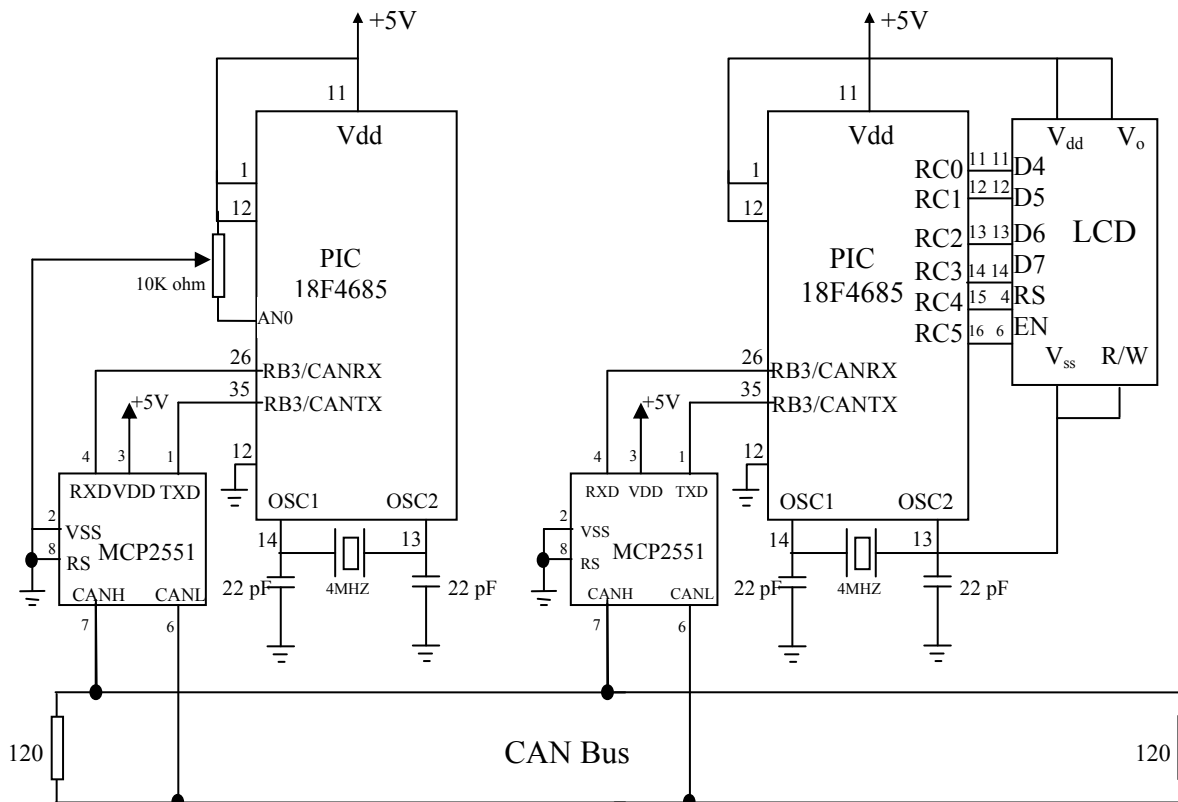 +5V
+5V
11
11
Vdd
Vdd
Vdd
Vo
1
1
RC0
11
11
D4
12
12
RC1
12
12
D5
RC2
13
13
D6
LCD
PIC
18F4685
PIC
18F4685
RC3
14
14
D7
10K ohm
RC4
15
4
RS
AN0
RC5
16
6
EN
Vss
R/W
26
RB3/CANRX
26
RB3/CANRX
35
RB3/CANTX
35
RB3/CANTX
+5V
+5V
4
3
1
12
4
3
1
12
RXD
VDD
TXD
RXD
VDD
TXD
OSC1
OSC2
OSC1
OSC2
2
VSS
2
VSS
8
RS
MCP2551
8
RS
MCP2551
14
13
14
13
CANH
CANL
22 pF
4MHZ
22 pF
CANH
CANL
22 pF
4MHZ
22 pF
7
6
7
6
120
CAN Bus
120